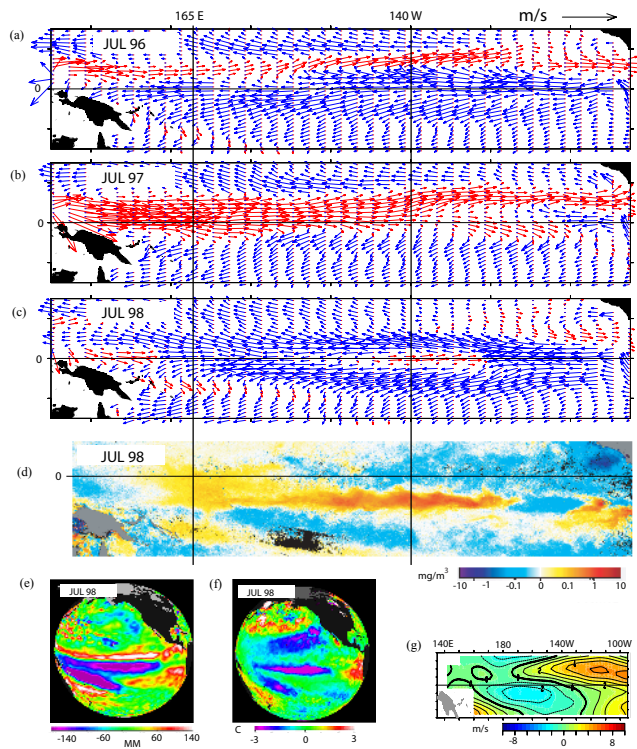 165 E 140 W m/s
(a) JUL 96
0
(b) JUL 97
0
(c) JUL 98
0
(d) JUL 98
0
mg/m³ -10 -1 -0.1 0 0.1 1 10
(e) JUL 98
(f) JUL 98
(g) 140E 180 140W 100W
-140 -60 MM 60 140
C -3 0 3
m/s -8 -4 0 4 8